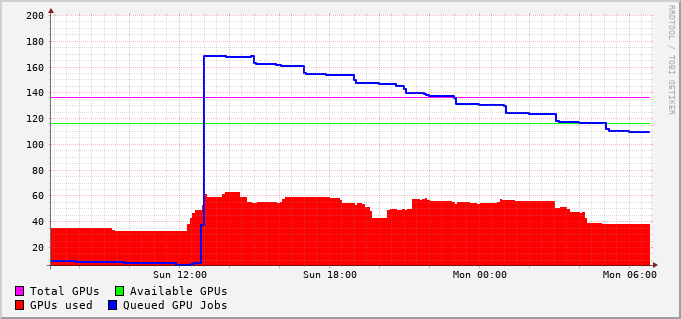 200
180
160
140
120
100
80
60
40
20
Sun 12:00 Sun 18:00 Mon 00:00 Mon 06:00
Total GPUs Available GPUs
GPUs used Queued GPU Jobs
RRDTOOL / TOBI OETIKER